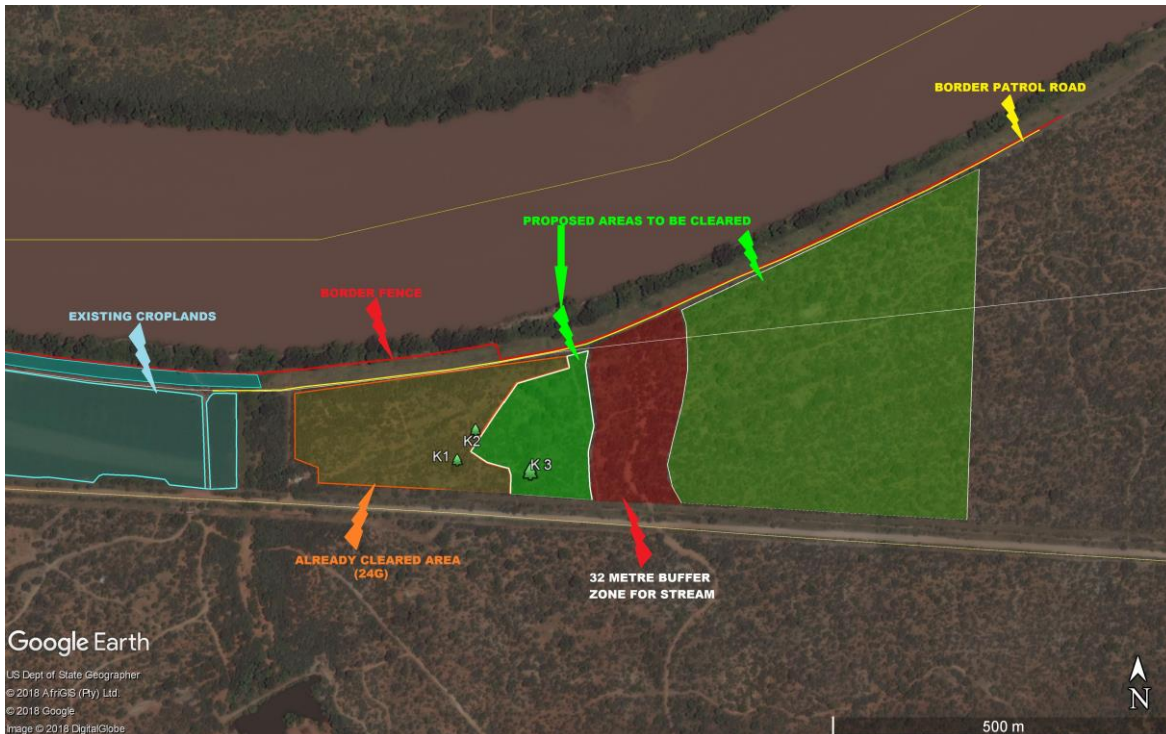 BORDER PATROL ROAD
PROPOSED AREAS TO BE CLEARED
BORDER FENCE
EXISTING CROPLANDS
K2
K1
K 3
ALREADY CLEARED AREA
(24G)
32 METRE BUFFER
ZONE FOR STREAM
Google Earth
US Dept of State Geographer
© 2018 AfriGIS (Pty) Ltd.
© 2018 Google
Image © 2018 DigitalGlobe
N
500 m